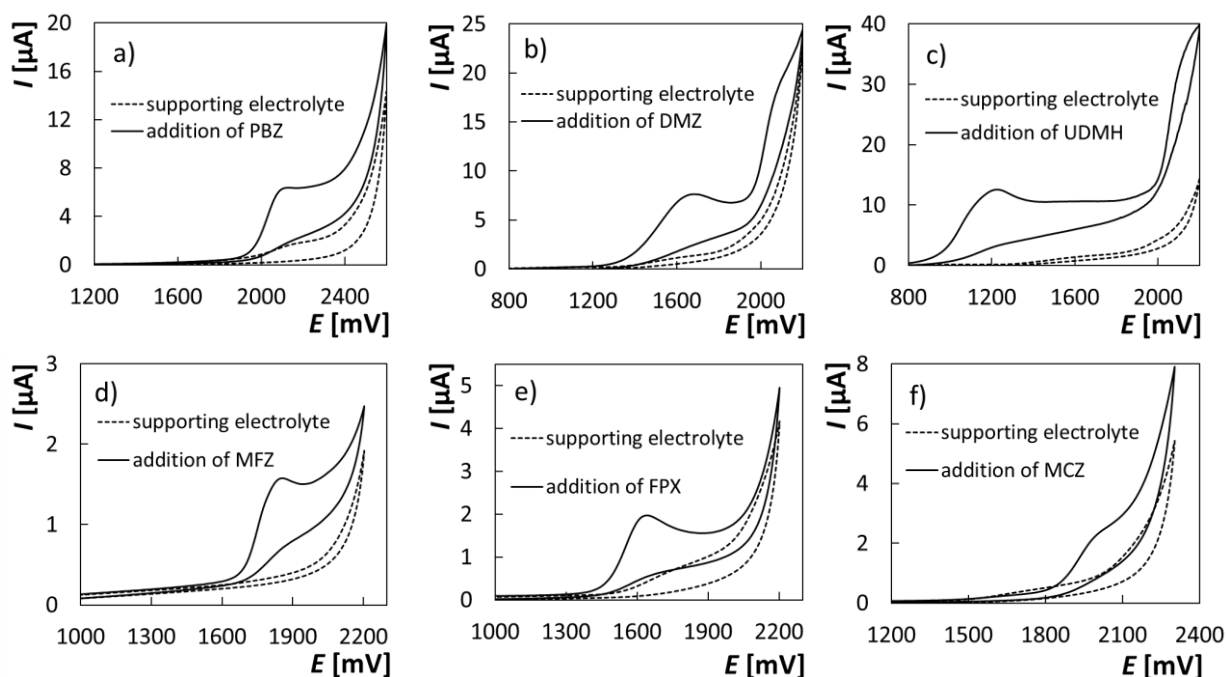 a)
I [µA]
20
16
12
8
4
0
supporting electrolyte
addition of PBZ
1200 1600 2000 2400
E [mV]
b)
I [µA]
25
20
15
10
5
0
supporting electrolyte
addition of DMZ
800 1200 1600 2000
E [mV]
c)
I [µA]
40
30
20
10
0
supporting electrolyte
addition of UDMH
800 1200 1600 2000
E [mV]
d)
I [µA]
3
2
1
0
supporting electrolyte
addition of MFZ
1000 1300 1600 1900 2200
E [mV]
e)
I [µA]
5
4
3
2
1
0
supporting electrolyte
addition of FPX
1000 1300 1600 1900 2200
E [mV]
f)
I [µA]
8
6
4
2
0
supporting electrolyte
addition of MCZ
1200 1500 1800 2100 2400
E [mV]